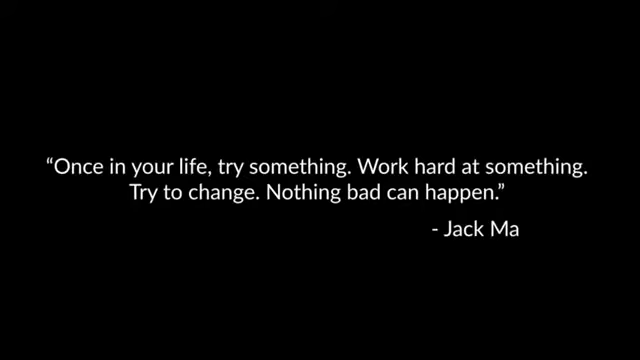 “Once in your life, try something. Work hard at something.
Try to change. Nothing bad can happen.”
- Jack Ma